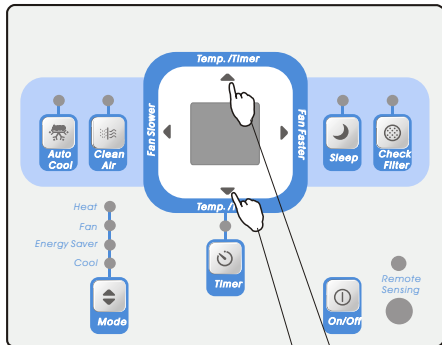 Temp./Timer
Fan Slower
Fan Faster
Auto
Cool
Clean
Air
Sleep
Check
Filter
Temp./
Heat
Fan
Energy Saver
Cool
Mode
Timer
On/Off
Remote
Sensing